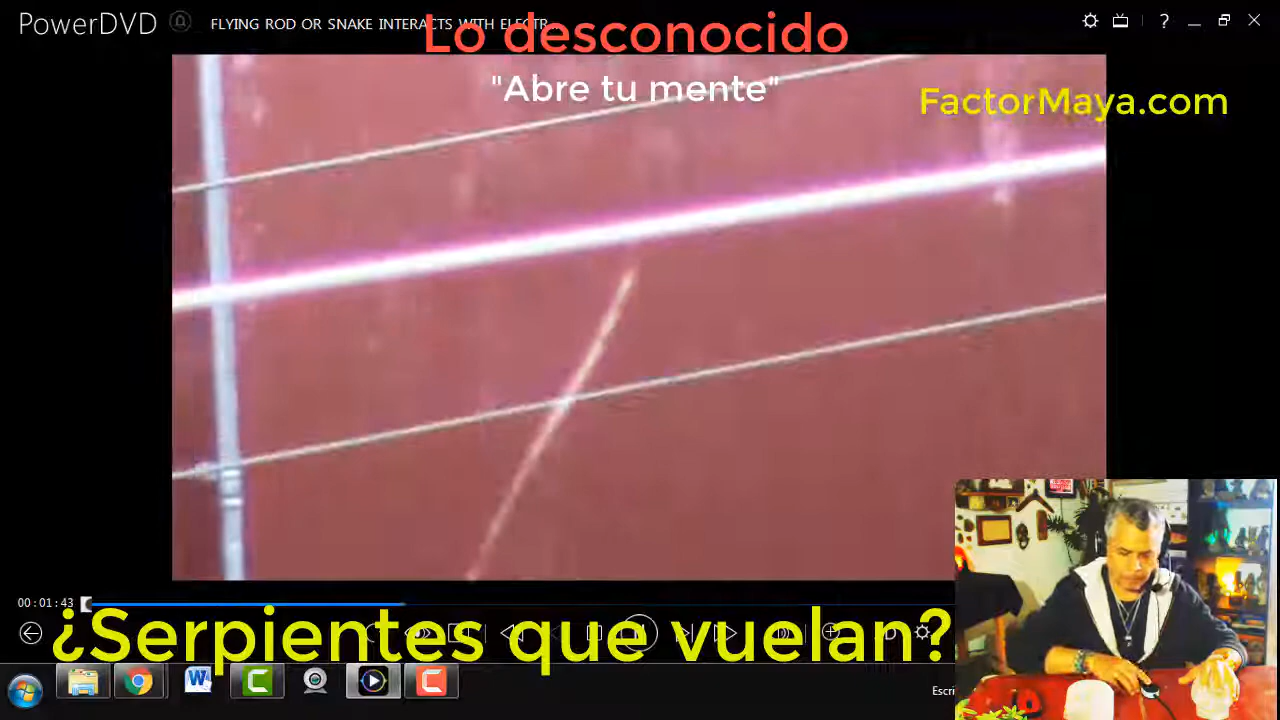 PowerDVD
FLYING ROD OR SNAKE INTERACTS WITH ELECTR
Lo desconocido
"Abre tu mente"
FactorMaya.com
00:01:43
¿Serpientes que vuelan?
Escri